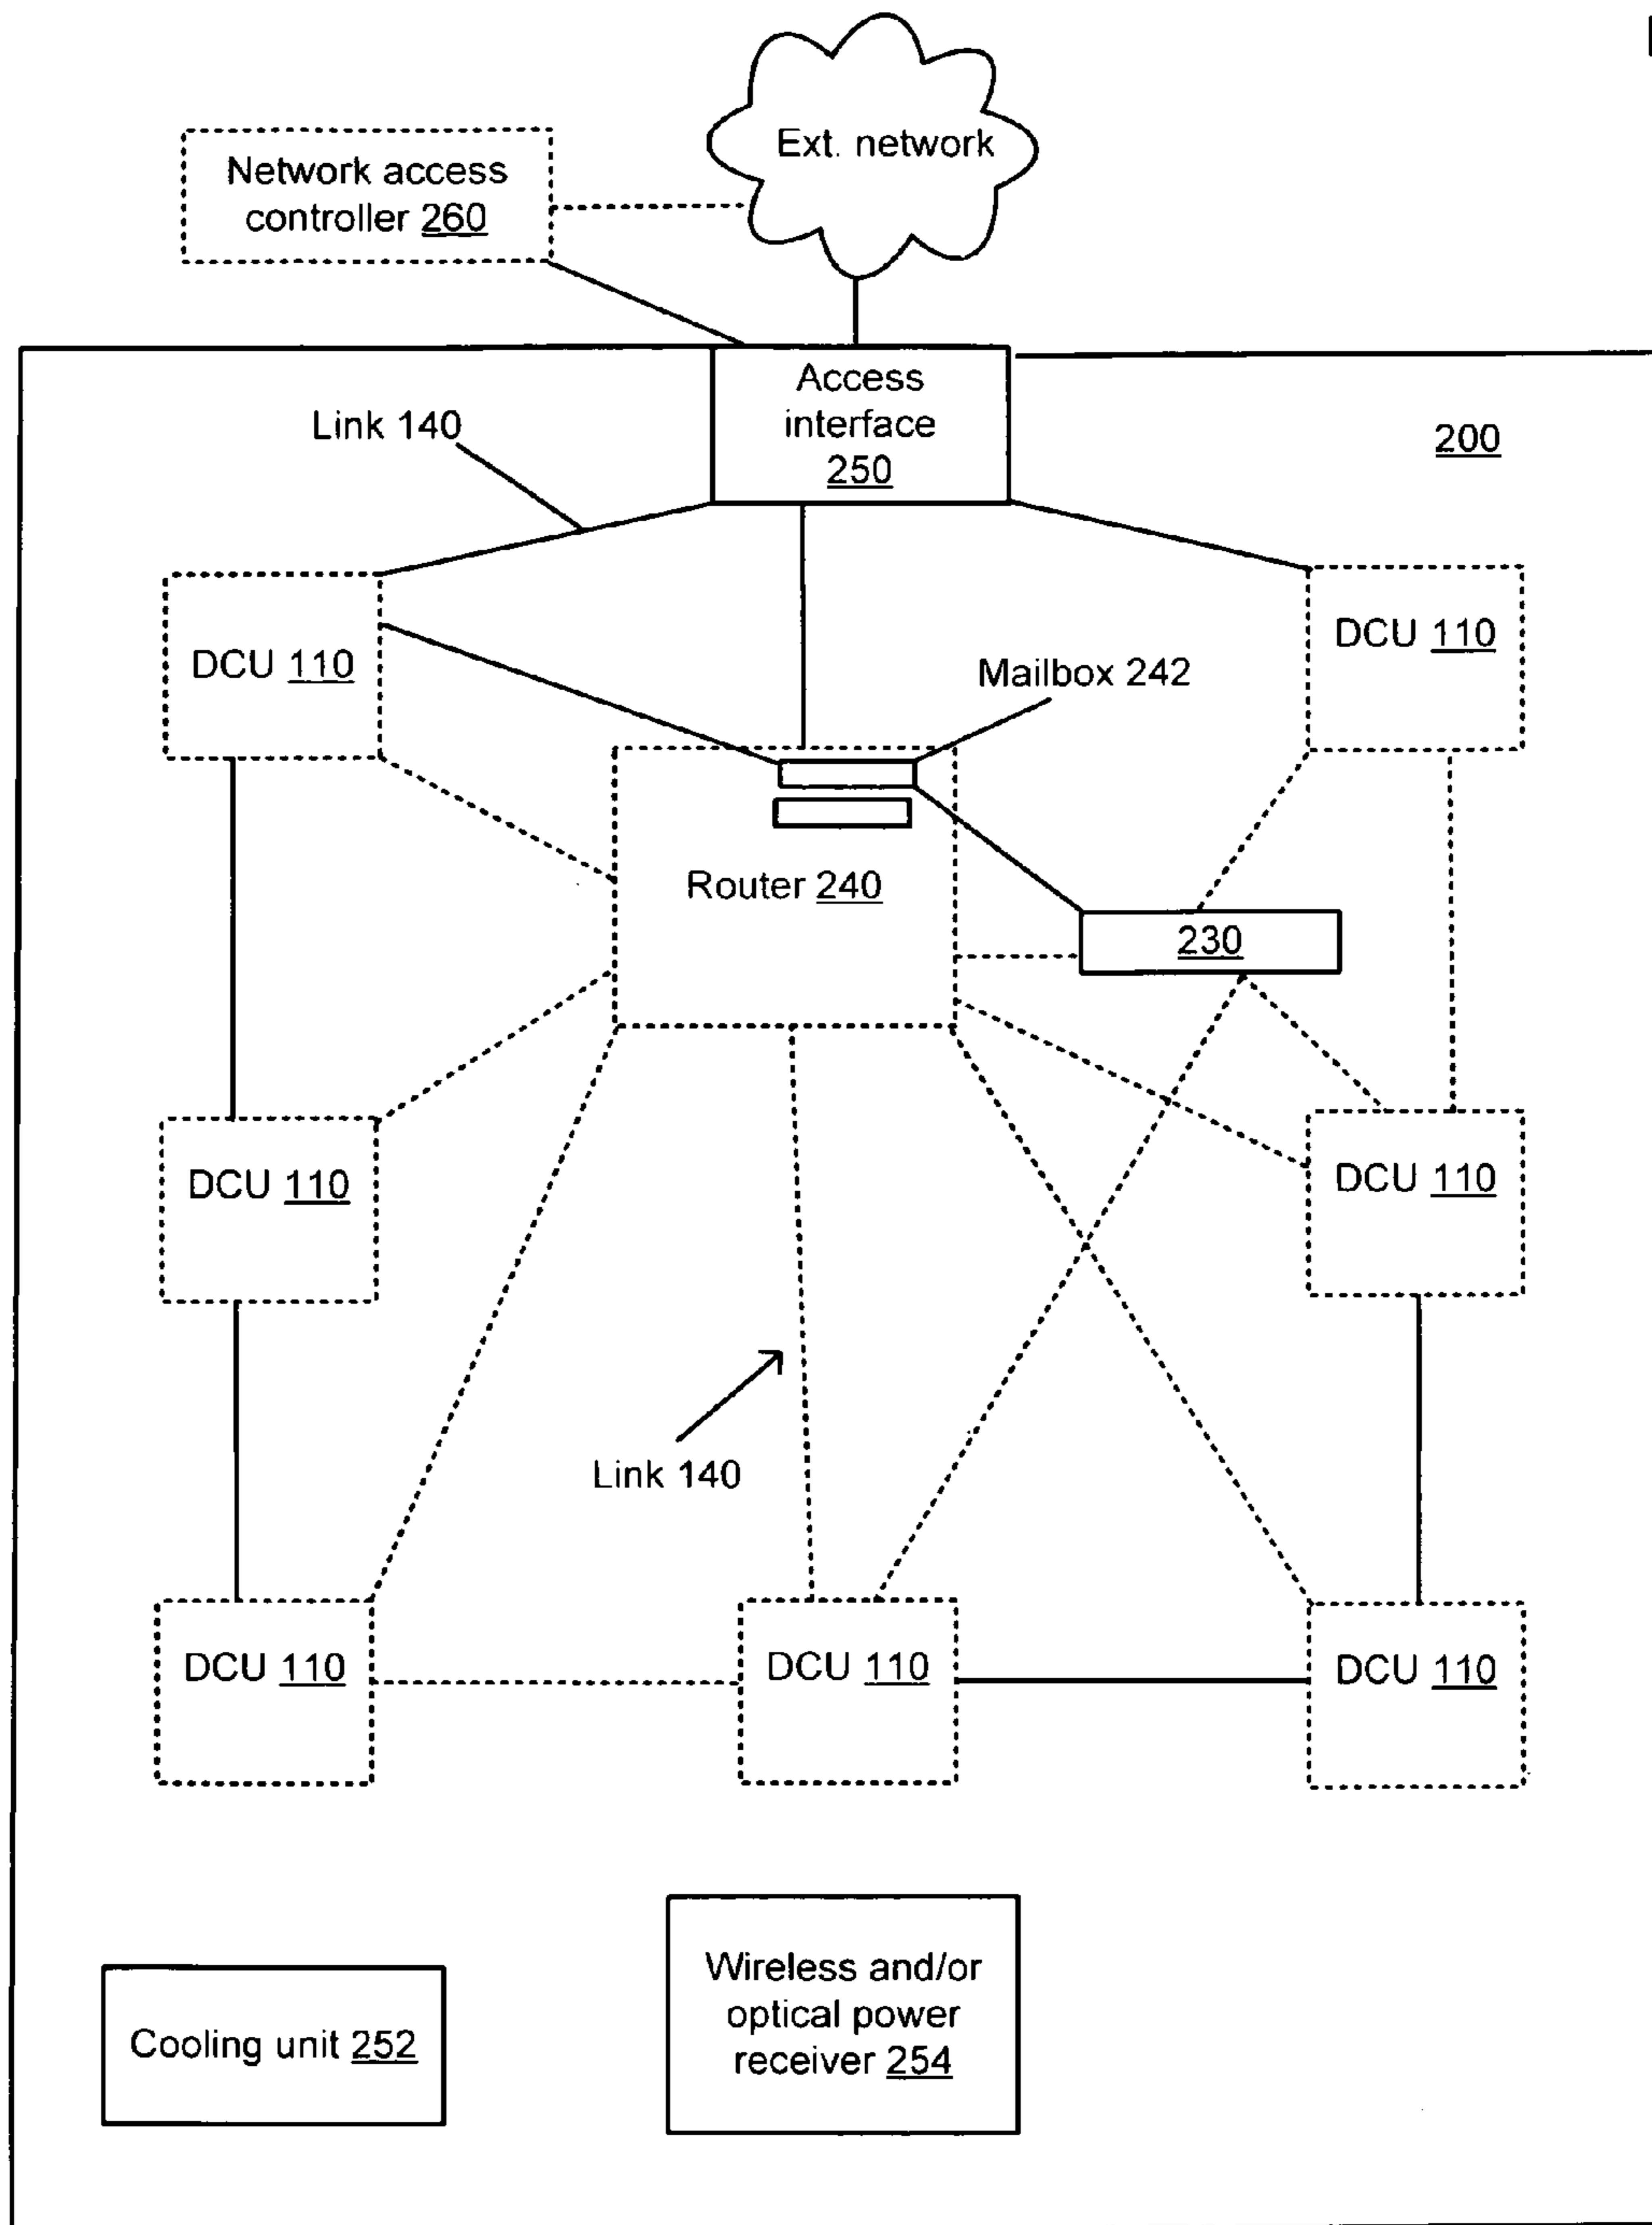 Ext. network
Network access
controller 260
Access
interface
250
Link 140
200
DCU 110
DCU 110
Mailbox 242
Router 240
230
DCU 110
DCU 110
Link 140
DCU 110
DCU 110
DCU 110
Wireless and/or
optical power
receiver 254
Cooling unit 252